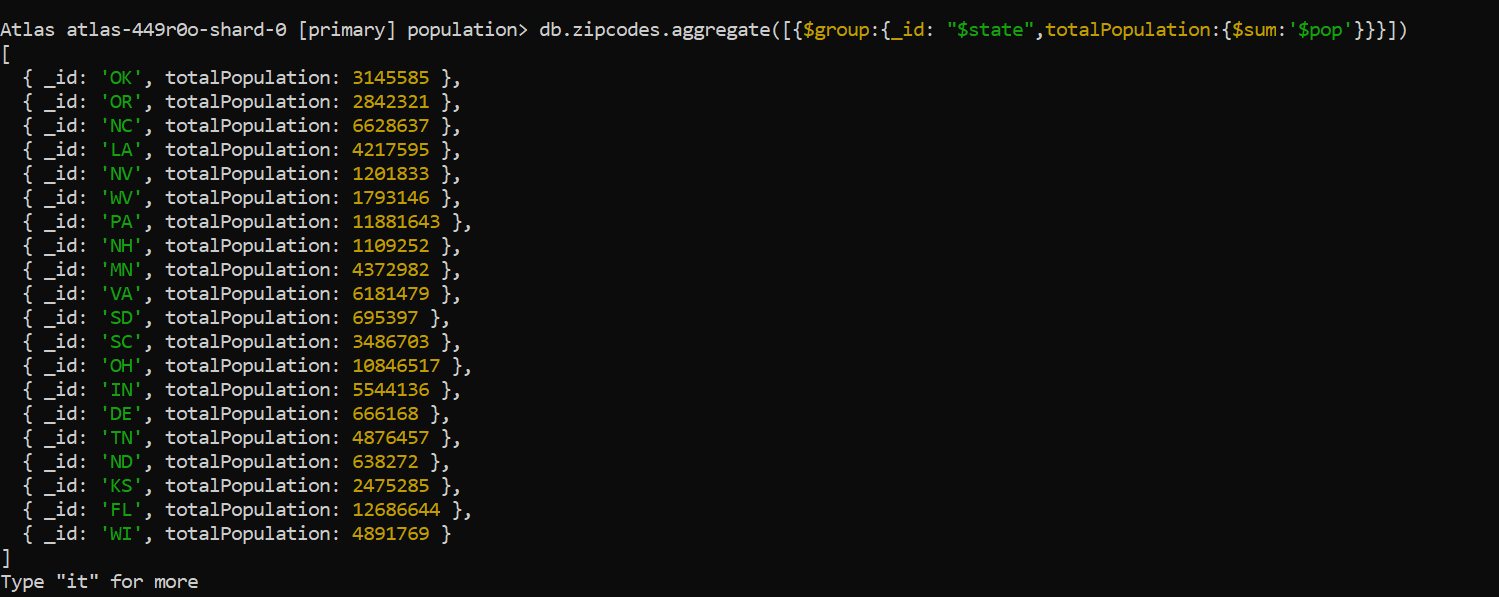 Atlas atlas-449r0o-shard-0 [primary] population> db.zipcodes.aggregate([{$group:{_id: "$state",totalPopulation:{$sum:'$pop'}}}])
[
  { _id: 'OK', totalPopulation: 3145585 },
  { _id: 'OR', totalPopulation: 2842321 },
  { _id: 'NC', totalPopulation: 6628637 },
  { _id: 'LA', totalPopulation: 4217595 },
  { _id: 'NV', totalPopulation: 1201833 },
  { _id: 'WV', totalPopulation: 1793146 },
  { _id: 'PA', totalPopulation: 11881643 },
  { _id: 'NH', totalPopulation: 1109252 },
  { _id: 'MN', totalPopulation: 4372982 },
  { _id: 'VA', totalPopulation: 6181479 },
  { _id: 'SD', totalPopulation: 695397 },
  { _id: 'SC', totalPopulation: 3486703 },
  { _id: 'OH', totalPopulation: 10846517 },
  { _id: 'IN', totalPopulation: 5544136 },
  { _id: 'DE', totalPopulation: 666168 },
  { _id: 'TN', totalPopulation: 4876457 },
  { _id: 'ND', totalPopulation: 638272 },
  { _id: 'KS', totalPopulation: 2475285 },
  { _id: 'FL', totalPopulation: 12686644 },
  { _id: 'WI', totalPopulation: 4891769 }
]
Type "it" for more